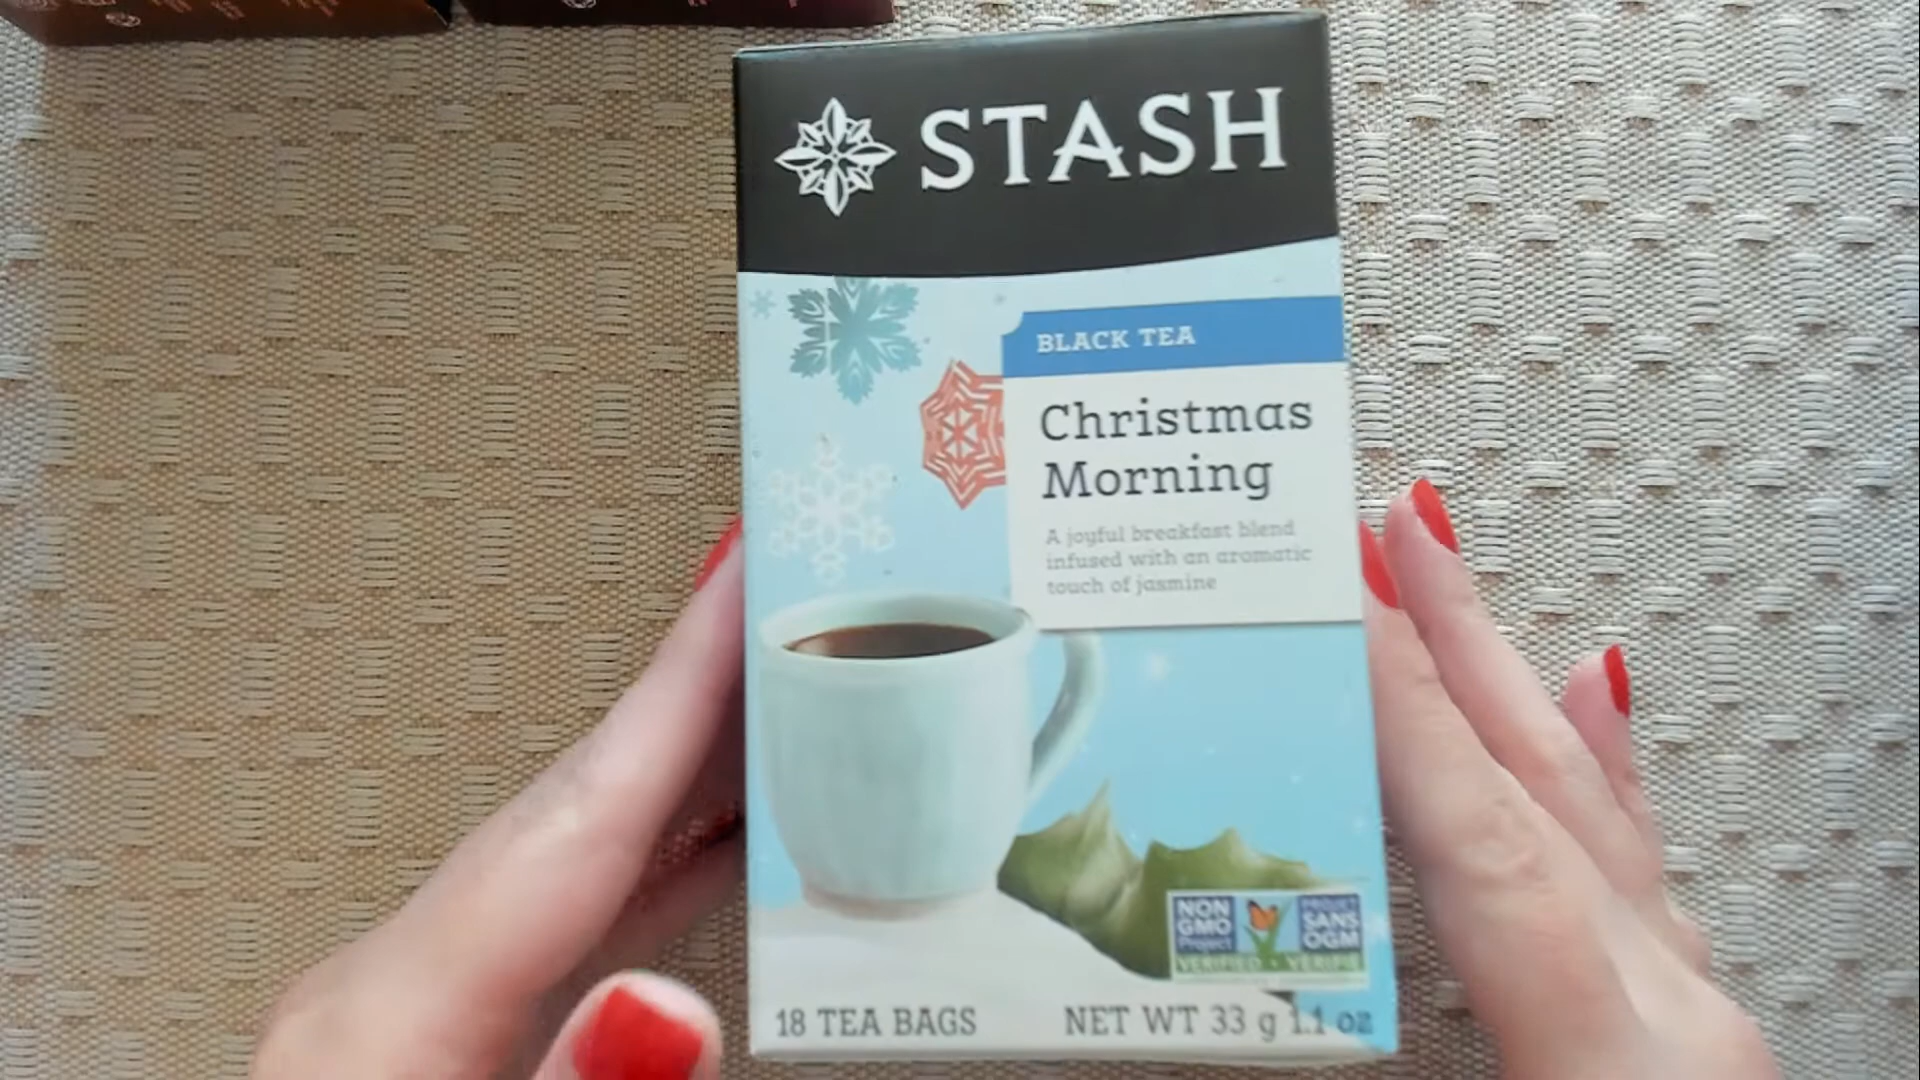 STASH
BLACK TEA
Christmas
Morning
A joyful breakfast blend
infused with an aromatic
touch of jasmine
NON
GMO
Project
VERIFIED
PROJET
SANS
OGM
VÉRIFIÉ
18 TEA BAGS
NET WT 33 g 1.1 oz